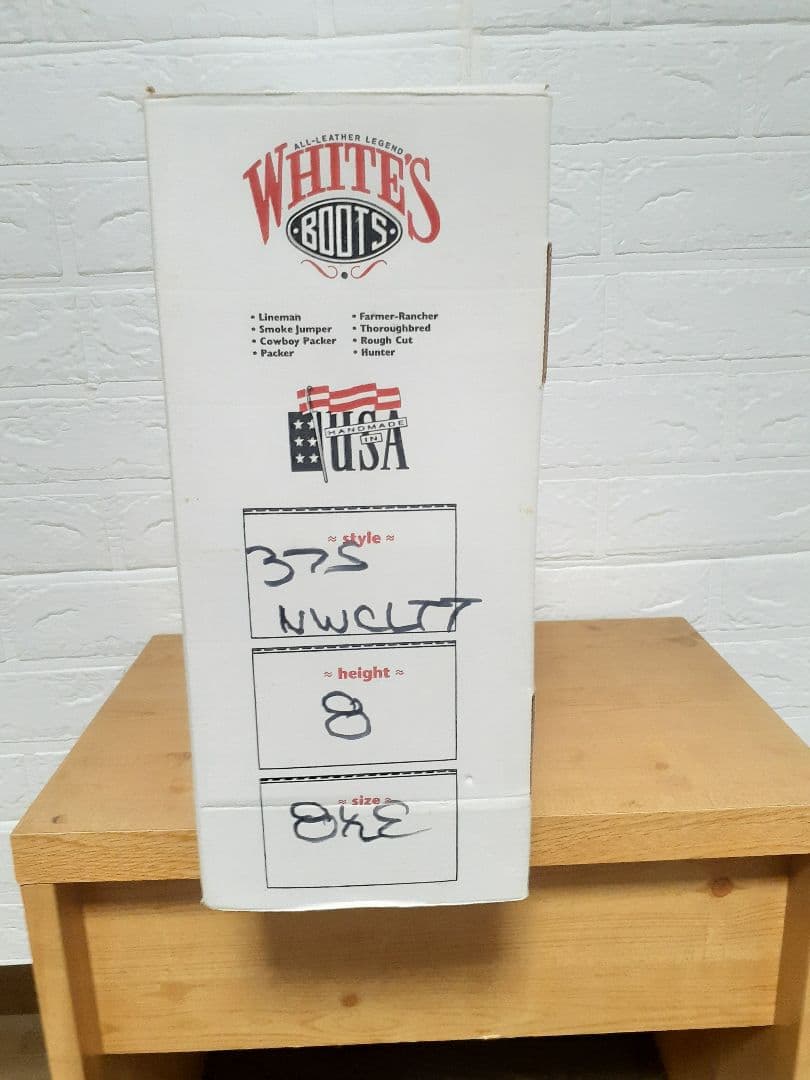 ALL-LEATHER LEGEND
WHITE'S
•BOOTS•
• Lineman
• Smoke Jumper
• Cowboy Packer
• Packer
• Farmer-Rancher
• Thoroughbred
• Rough Cut
• Hunter
HANDMADE
IN
USA
≈ style ≈
375
NWCLTT
≈ height ≈
8
≈ size ≈
8½E